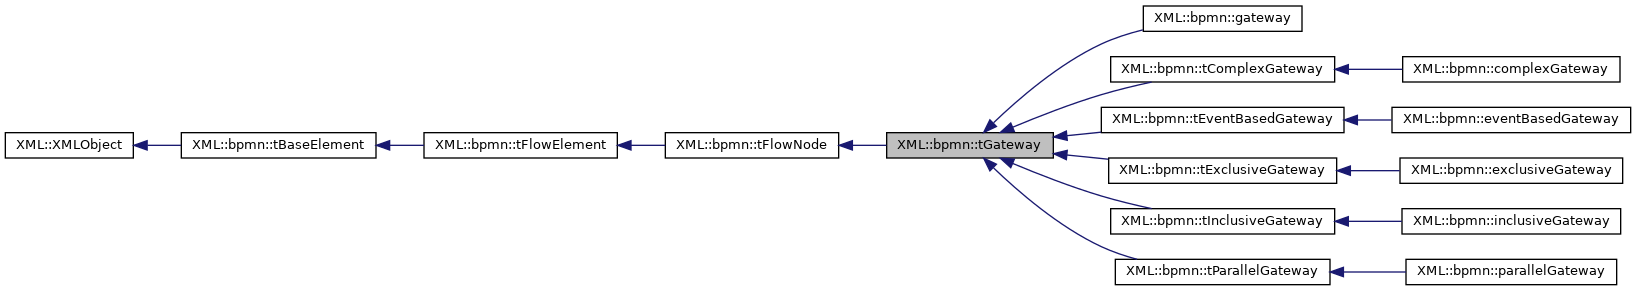 XML::bpmn::gateway
XML::bpmn::tComplexGateway
XML::bpmn::complexGateway
XML::bpmn::tEventBasedGateway
XML::bpmn::eventBasedGateway
XML::XMLObject
XML::bpmn::tBaseElement
XML::bpmn::tFlowElement
XML::bpmn::tFlowNode
XML::bpmn::tGateway
XML::bpmn::tExclusiveGateway
XML::bpmn::exclusiveGateway
XML::bpmn::tInclusiveGateway
XML::bpmn::inclusiveGateway
XML::bpmn::tParallelGateway
XML::bpmn::parallelGateway